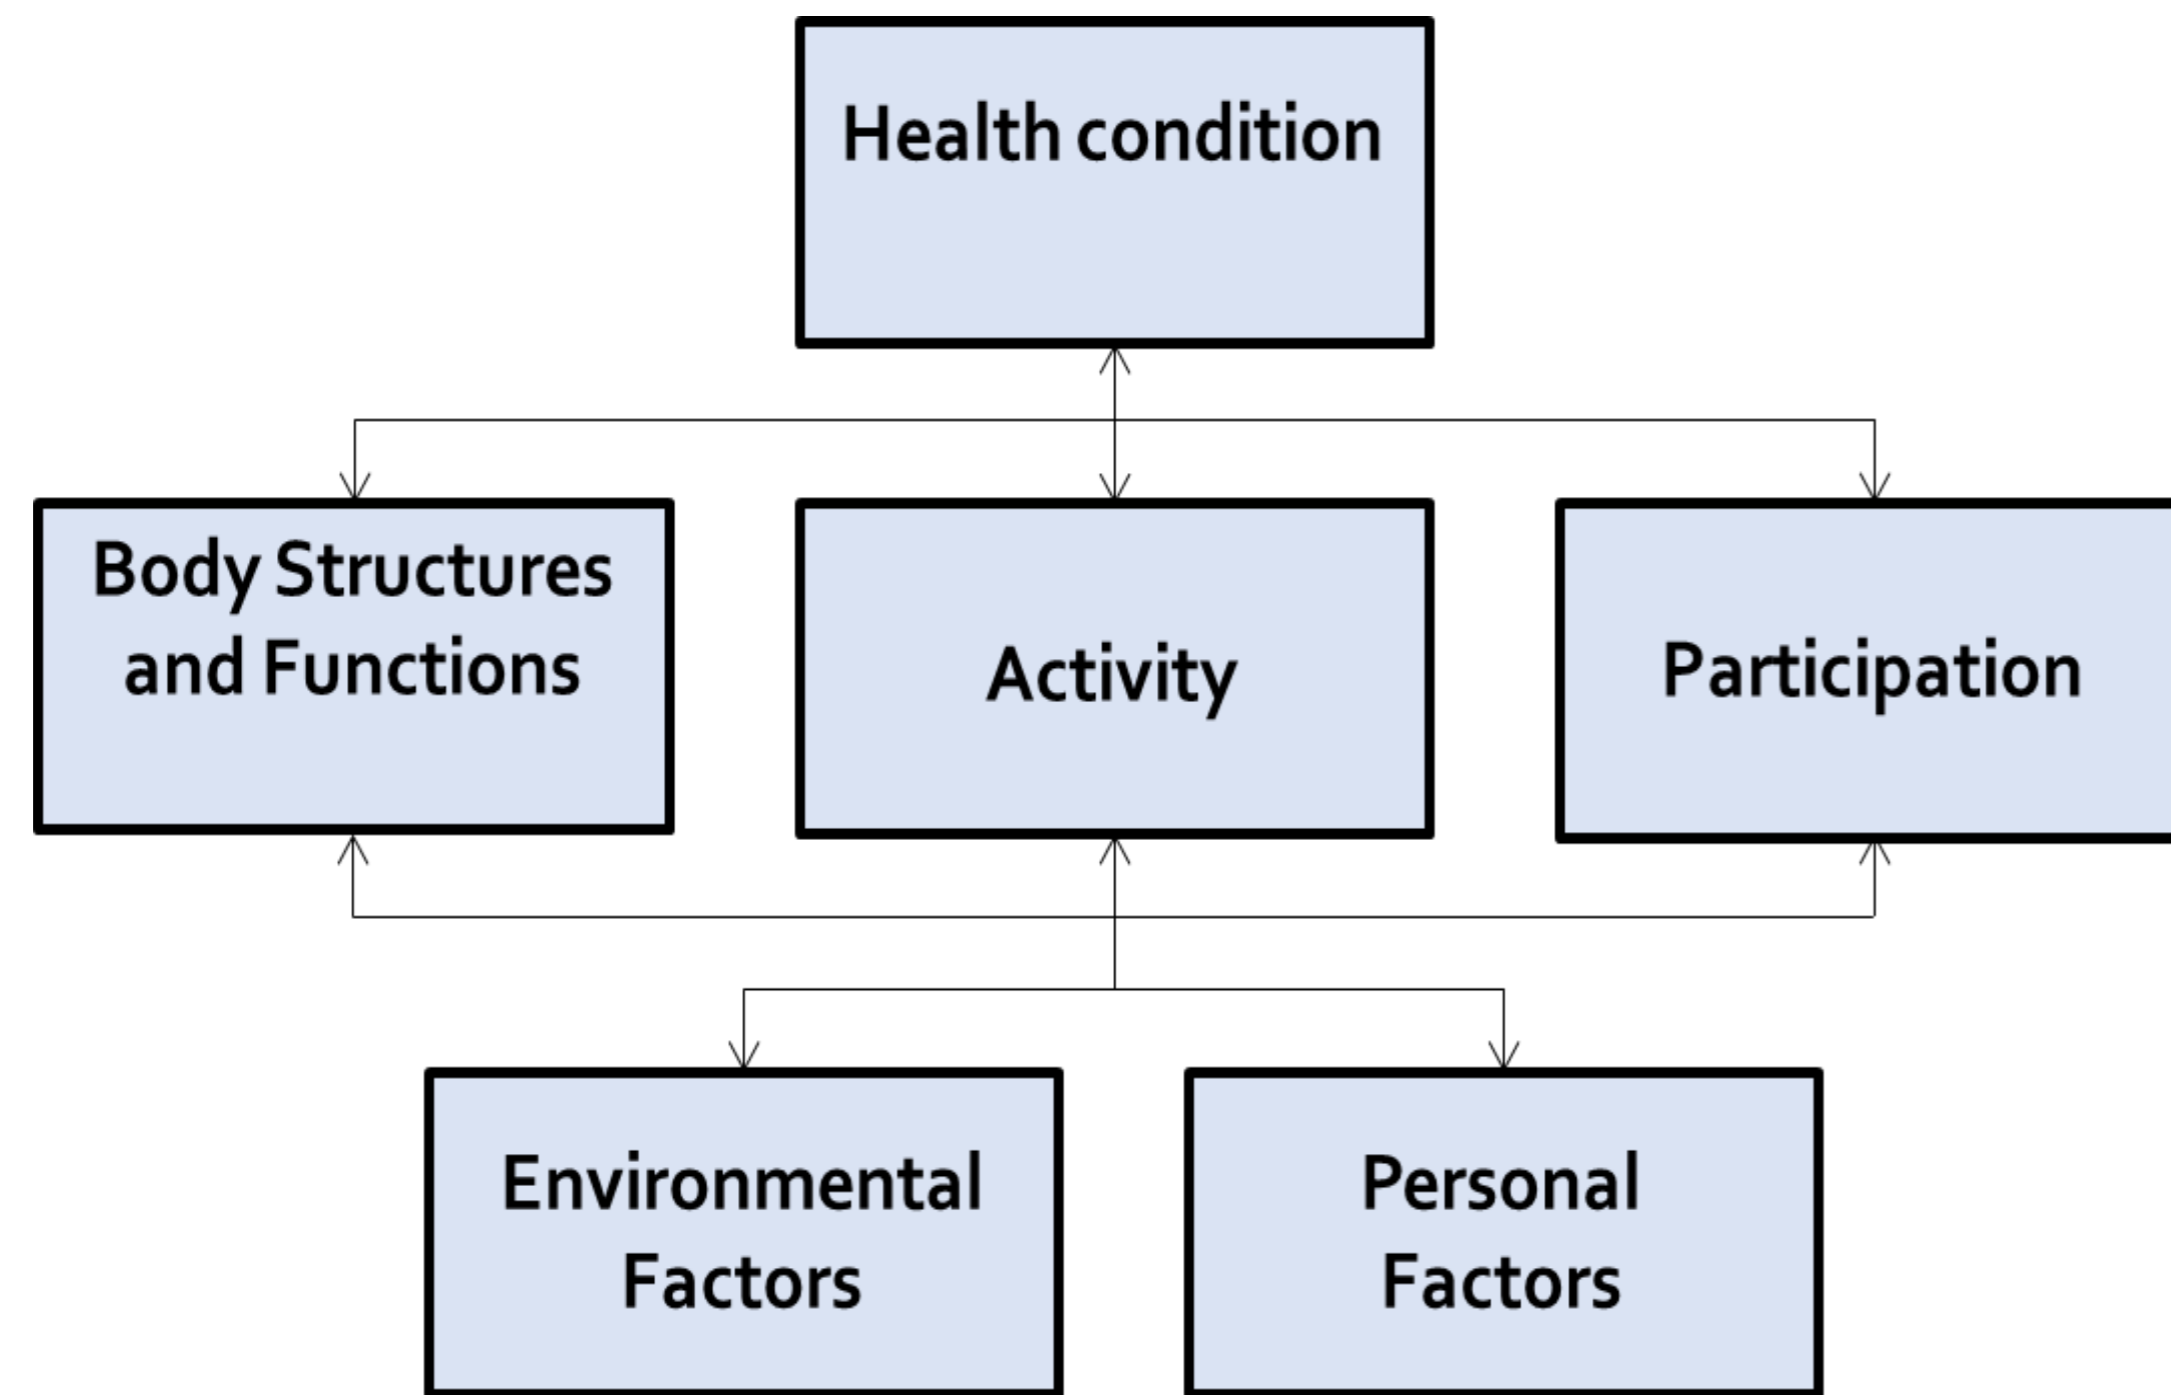 Health condition
Body Structures
and Functions
Activity
Participation
Environmental
Factors
Personal
Factors